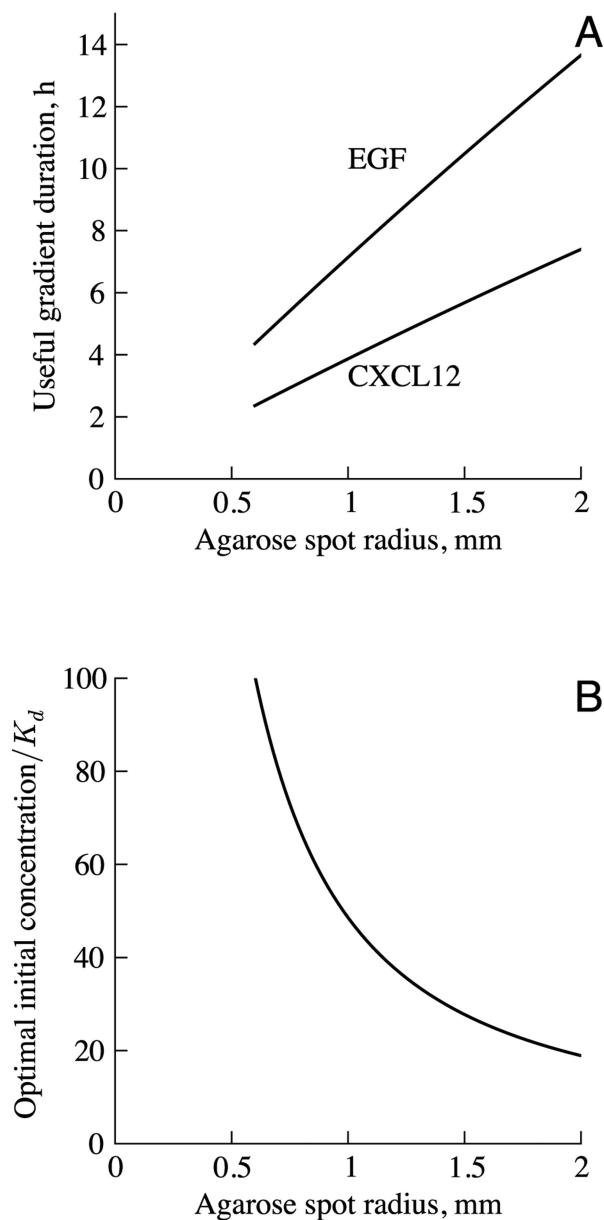 A
14
12
10
8
6
4
2
0
Useful gradient duration, h
EGF
CXCL12
0 0.5 1 1.5 2
Agarose spot radius, mm
B
100
80
60
40
20
0
Optimal initial concentration/K_d
0 0.5 1 1.5 2
Agarose spot radius, mm